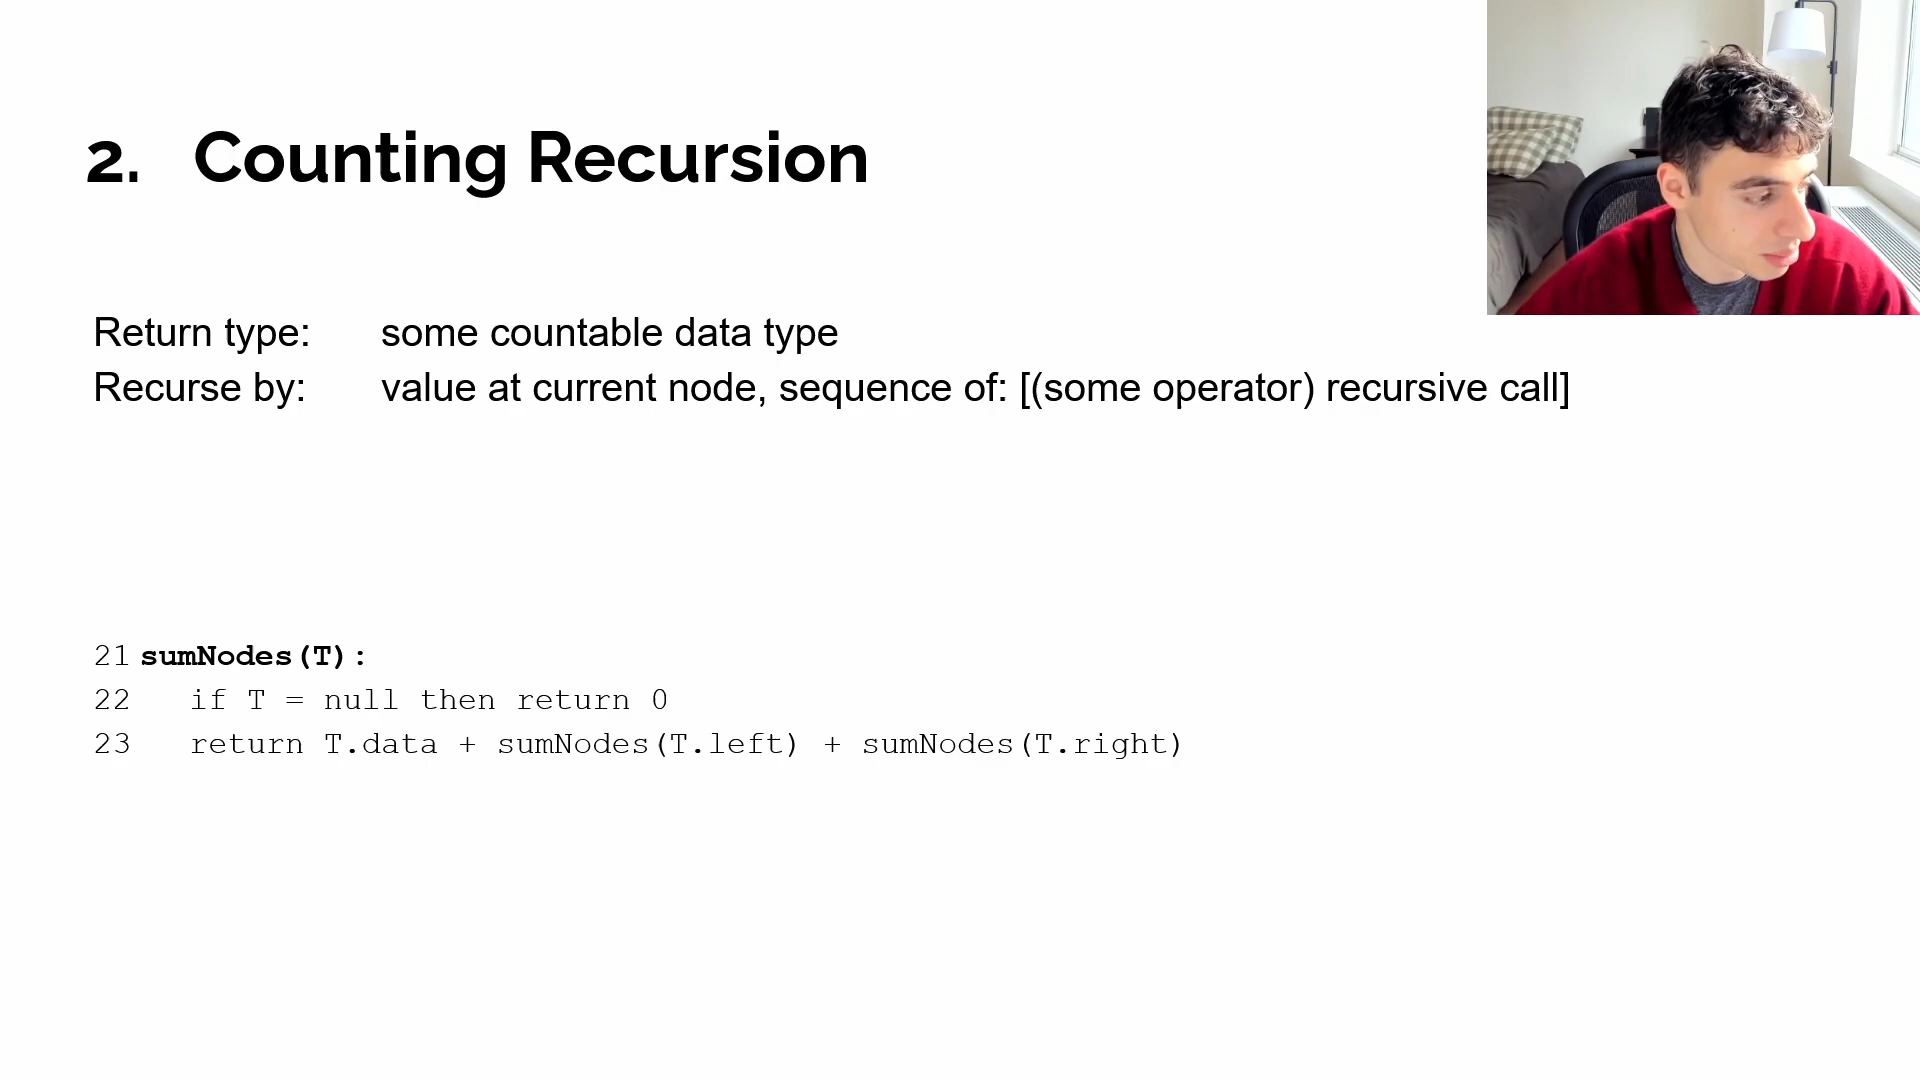 2. Counting Recursion
Return type: some countable data type
Recurse by: value at current node, sequence of: [(some operator) recursive call]
21 sumNodes(T):
22 if T = null then return 0
23 return T.data + sumNodes(T.left) + sumNodes(T.right)